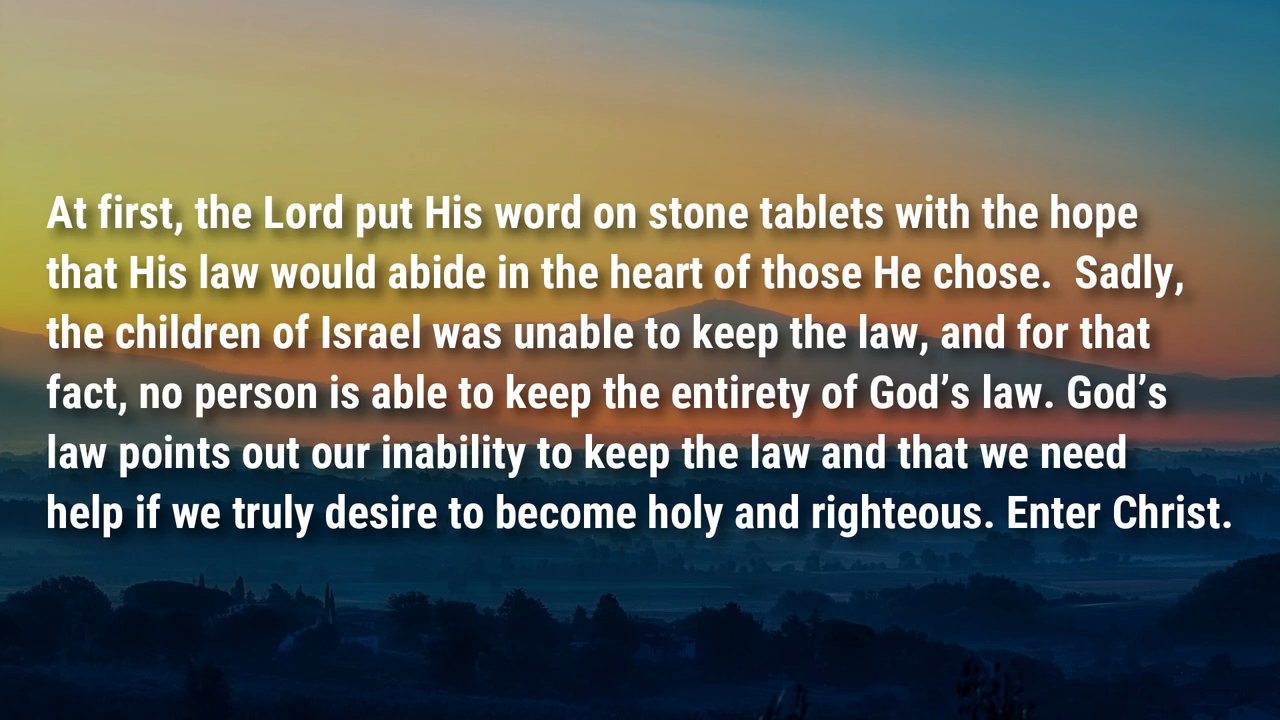 At first, the Lord put His word on stone tablets with the hope
that His law would abide in the heart of those He chose.  Sadly,
the children of Israel was unable to keep the law, and for that
fact, no person is able to keep the entirety of God’s law. God’s
law points out our inability to keep the law and that we need
help if we truly desire to become holy and righteous. Enter Christ.